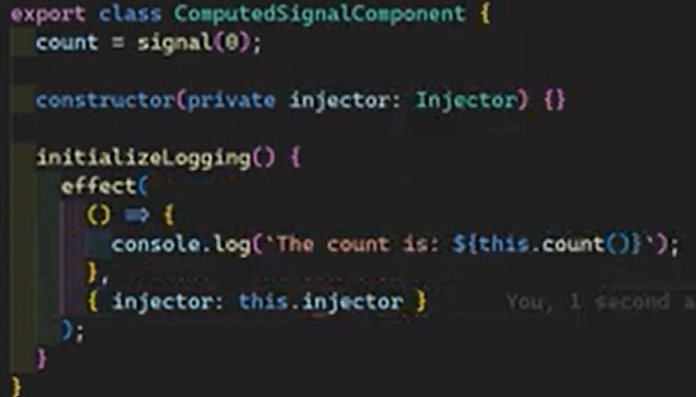 export class ComputedSignalComponent {
count = signal(0);
constructor(private injector: Injector) {}
initializeLogging() {
effect(
() => {
console.log(`The count is: ${this.count()}`);
},
{ injector: this.injector } You, 1 second a
);
}
}